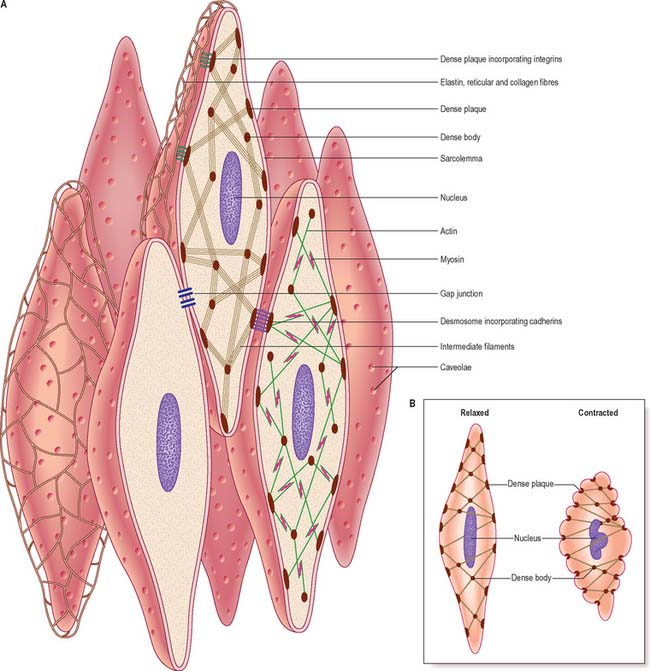 A
Dense plaque incorporating integrins
Elastin, reticular and collagen fibres
Dense plaque
Dense body
Sarcolemma
Nucleus
Actin
Myosin
Gap junction
Desmosome incorporating cadherins
Intermediate filaments
Caveolae
B
Relaxed
Contracted
Dense plaque
Nucleus
Dense body